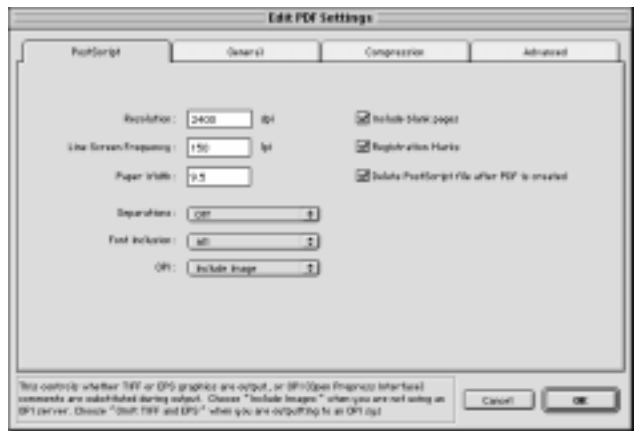 Edit PDF Settings
PostScript General Compression Advanced
Resolution: 2400 dpi
Include blank pages
Line Screen Frequency: 150 lpi
Registration Marks
Paper Width: 9.5
Delete PostScript file after PDF is created
Separations: Off
Font Inclusion: All
OPI: Include Image
This controls whether TIFF or EPS graphics are output, or OPI (Open Prepress Interface)
comments are substituted during output. Choose "Include Images" when you are not using an
OPI server. Choose "Omit TIFF and EPS" when you are outputting to an OPI sys
Cancel OK